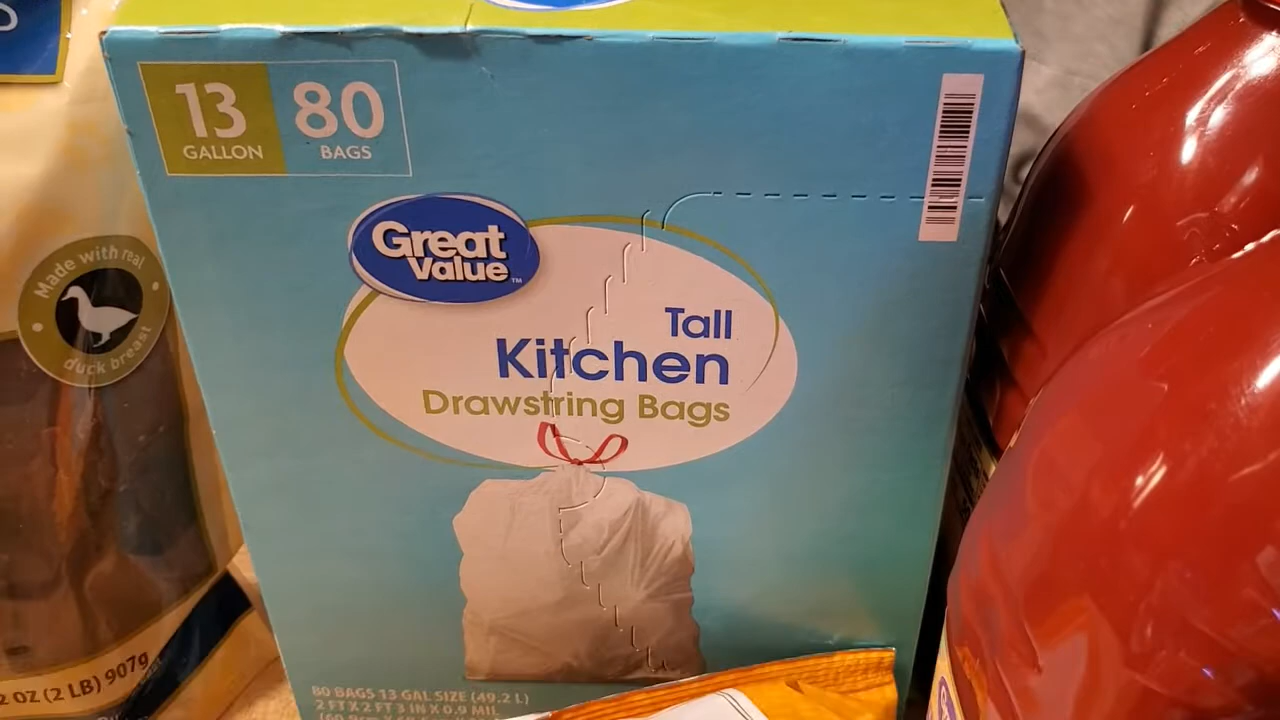 13
GALLON
80
BAGS
Great
Value™
Tall
Kitchen
Drawstring Bags
80 BAGS 13 GAL SIZE (49.2 L)
2 FT X 2 FT 3 IN X 0.9 MIL
Made with real
duck breast
2 OZ (2 LB) 907g